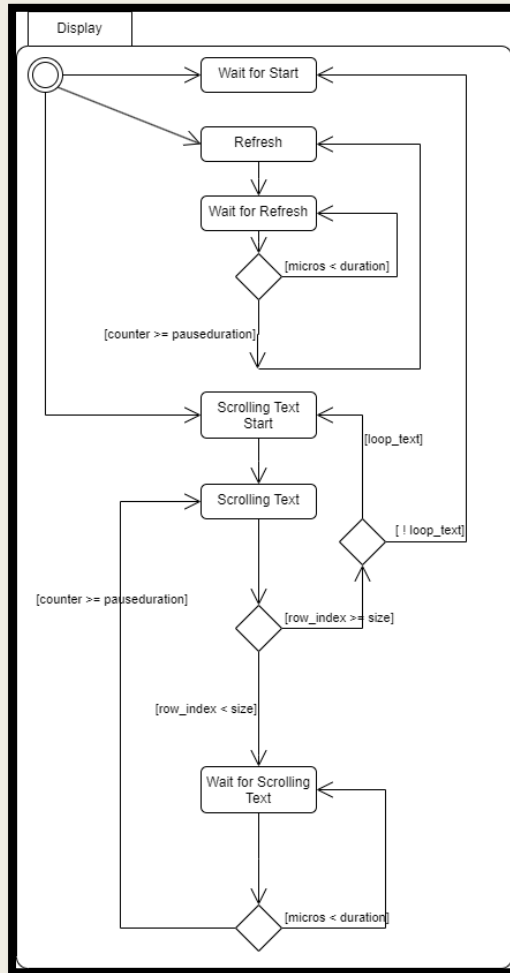 Display
Wait for Start
Refresh
Wait for Refresh
[micros < duration]
[counter >= pauseduration]
Scrolling Text
Start
[loop_text]
Scrolling Text
[ ! loop_text]
[counter >= pauseduration]
[row_index >= size]
[row_index < size]
Wait for Scrolling
Text
[micros < duration]